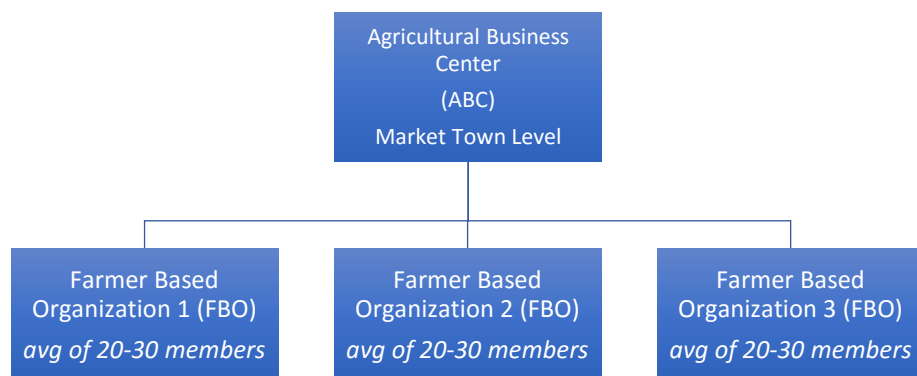 Agricultural Business
Center
(ABC)
Market Town Level
Farmer Based
Organization 1 (FBO)
avg of 20-30 members
Farmer Based
Organization 2 (FBO)
avg of 20-30 members
Farmer Based
Organization 3 (FBO)
avg of 20-30 members